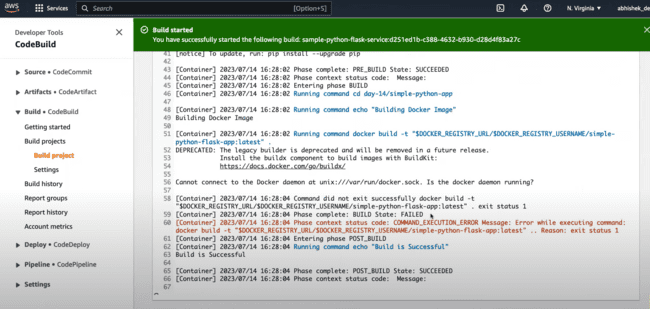 aws
Services
Search
[Option+S]
N. Virginia
abhishek_de
Developer Tools
CodeBuild
Source • CodeCommit
Artifacts • CodeArtifact
Build • CodeBuild
Getting started
Build projects
Build project
Settings
Build history
Report groups
Report history
Account metrics
Deploy • CodeDeploy
Pipeline • CodePipeline
Settings
Build started
You have successfully started the following build: sample-python-flask-service:d251ed1b-c388-4632-b930-d28d4f83a27c
41 [notice] To update, run: pip install --upgrade pip
42
43 [Container] 2023/07/14 16:28:02 Phase complete: PRE_BUILD State: SUCCEEDED
44 [Container] 2023/07/14 16:28:02 Phase context status code:  Message:
45 [Container] 2023/07/14 16:28:02 Entering phase BUILD
46 [Container] 2023/07/14 16:28:02 Running command cd day-14/simple-python-app
47
48 [Container] 2023/07/14 16:28:02 Running command echo "Building Docker Image"
49 Building Docker Image
50
51 [Container] 2023/07/14 16:28:02 Running command docker build -t "$DOCKER_REGISTRY_URL/$DOCKER_REGISTRY_USERNAME/simple-
python-flask-app:latest" .
52 DEPRECATED: The legacy builder is deprecated and will be removed in a future release.
53 Install the buildx component to build images with BuildKit:
54 https://docs.docker.com/go/buildx/
55
56 Cannot connect to the Docker daemon at unix:///var/run/docker.sock. Is the docker daemon running?
57
58 [Container] 2023/07/14 16:28:04 Command did not exit successfully docker build -t
"$DOCKER_REGISTRY_URL/$DOCKER_REGISTRY_USERNAME/simple-python-flask-app:latest" . exit status 1
59 [Container] 2023/07/14 16:28:04 Phase complete: BUILD State: FAILED
60 [Container] 2023/07/14 16:28:04 Phase context status code: COMMAND_EXECUTION_ERROR Message: Error while executing command:
docker build -t "$DOCKER_REGISTRY_URL/$DOCKER_REGISTRY_USERNAME/simple-python-flask-app:latest" .. Reason: exit status 1
61 [Container] 2023/07/14 16:28:04 Entering phase POST_BUILD
62 [Container] 2023/07/14 16:28:04 Running command echo "Build is Successful"
63 Build is Successful
64
65 [Container] 2023/07/14 16:28:04 Phase complete: POST_BUILD State: SUCCEEDED
66 [Container] 2023/07/14 16:28:04 Phase context status code:  Message:
67